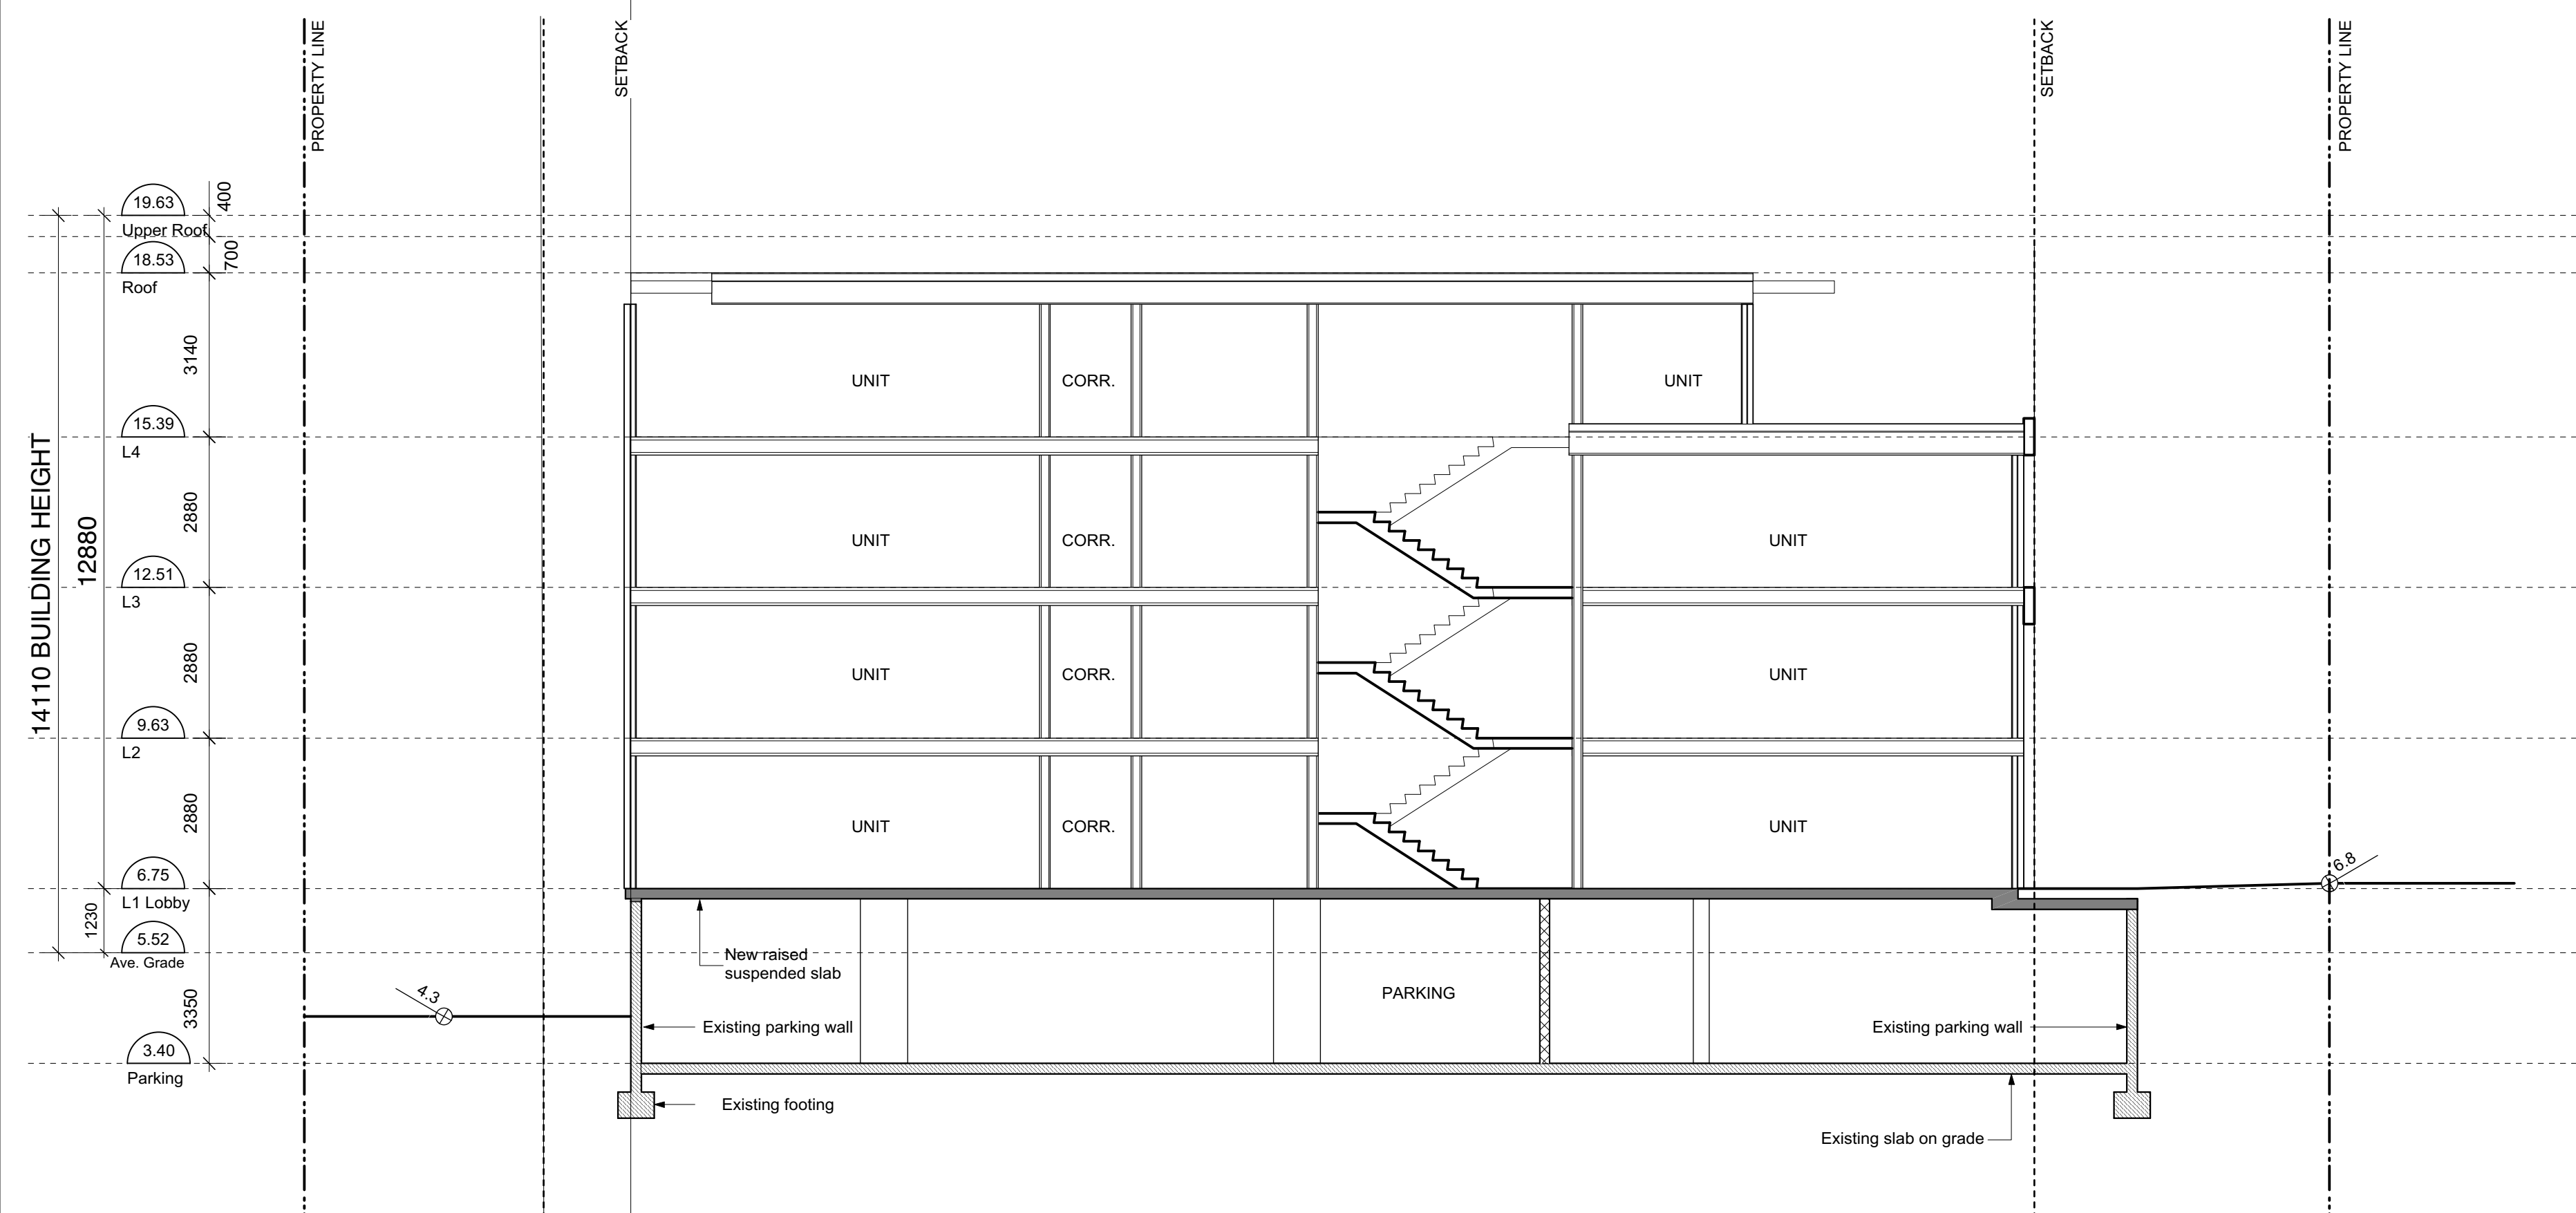 PROPERTY LINE
SETBACK
SETBACK
PROPERTY LINE
19.63
400
Upper Roof
18.53
700
Roof
3140
UNIT
CORR.
UNIT
15.39
L4
2880
UNIT
CORR.
UNIT
12.51
L3
14110 BUILDING HEIGHT
12880
2880
UNIT
CORR.
UNIT
9.63
L2
2880
UNIT
CORR.
UNIT
6.75
L1 Lobby
6.8
1230
5.52
Ave. Grade
New raised
suspended slab
4.3
3350
PARKING
Existing parking wall
Existing parking wall
3.40
Parking
Existing footing
Existing slab on grade